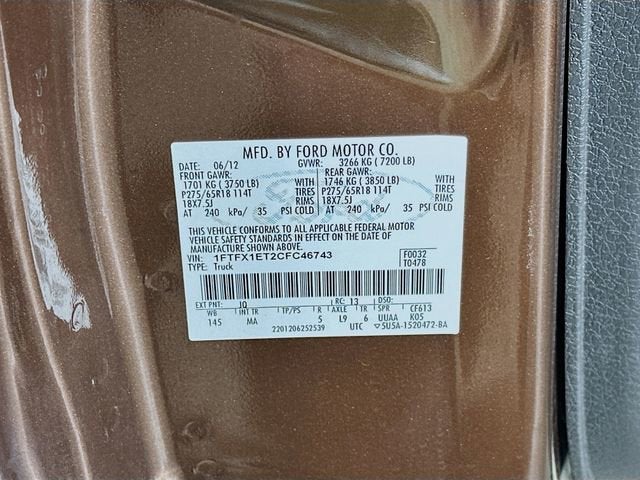 MFD. BY FORD MOTOR CO.
DATE: 06/12 GVWR: 3266 KG ( 7200 LB)
FRONT GAWR: REAR GAWR:
1701 KG ( 3750 LB) WITH 1746 KG ( 3850 LB) WITH
P275/65R18 114T TIRES P275/65R18 114T TIRES
18X7.5J RIMS 18X7.5J RIMS
AT 240 kPa/ 35 PSI COLD AT 240 kPa/ 35 PSI COLD
THIS VEHICLE CONFORMS TO ALL APPLICABLE FEDERAL MOTOR
VEHICLE SAFETY STANDARDS IN EFFECT ON THE DATE OF
MANUFACTURE SHOWN ABOVE.
VIN: 1FTFX1ET2CFC46743 F0032
TYPE: Truck T0478
EXT PNT: JQ RC: 13 DSO:
WB INT TR TP/PS R AXLE TR SPR CF613
145 MA 5 L9 6 UUAA K05
2201206252539 UTC ▽5U5A-1520472-BA